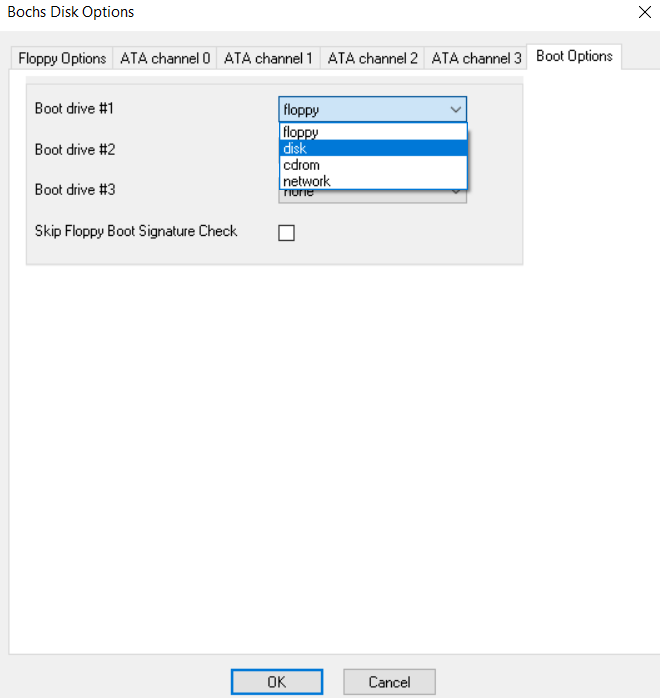 Bochs Disk Options
Floppy Options ATA channel 0 ATA channel 1 ATA channel 2 ATA channel 3 Boot Options
Boot drive #1 floppy
floppy
Boot drive #2 disk
cdrom
network
Boot drive #3 none
Skip Floppy Boot Signature Check
OK Cancel